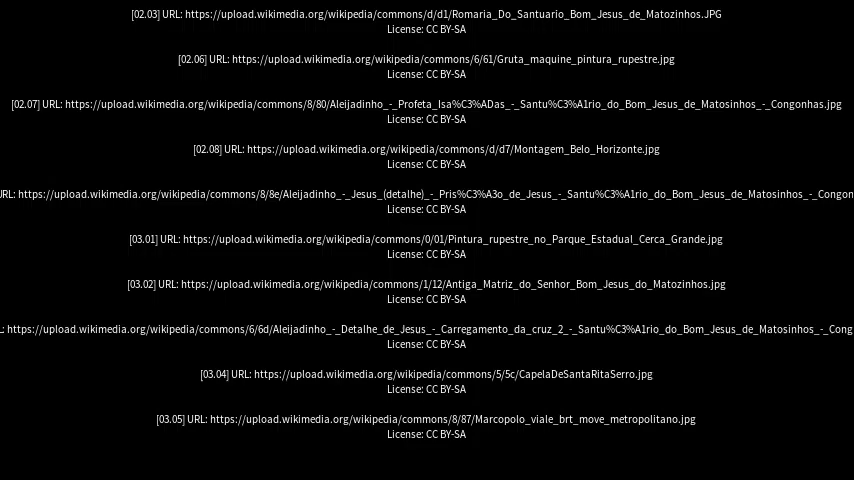 [02.03] URL: https://upload.wikimedia.org/wikipedia/commons/d/d1/Romaria_Do_Santuario_Bom_Jesus_de_Matozinhos.JPG
License: CC BY-SA
[02.06] URL: https://upload.wikimedia.org/wikipedia/commons/6/61/Gruta_maquine_pintura_rupestre.jpg
License: CC BY-SA
[02.07] URL: https://upload.wikimedia.org/wikipedia/commons/8/80/Aleijadinho_-_Profeta_Isa%C3%ADas_-_Santu%C3%A1rio_do_Bom_Jesus_de_Matosinhos_-_Congonhas.jpg
License: CC BY-SA
[02.08] URL: https://upload.wikimedia.org/wikipedia/commons/d/d7/Montagem_Belo_Horizonte.jpg
License: CC BY-SA
URL: https://upload.wikimedia.org/wikipedia/commons/8/8e/Aleijadinho_-_Jesus_(detalhe)_-_Pris%C3%A3o_de_Jesus_-_Santu%C3%A1rio_do_Bom_Jesus_de_Matosinhos_-_Congon
License: CC BY-SA
[03.01] URL: https://upload.wikimedia.org/wikipedia/commons/0/01/Pintura_rupestre_no_Parque_Estadual_Cerca_Grande.jpg
License: CC BY-SA
[03.02] URL: https://upload.wikimedia.org/wikipedia/commons/1/12/Antiga_Matriz_do_Senhor_Bom_Jesus_do_Matozinhos.jpg
License: CC BY-SA
L: https://upload.wikimedia.org/wikipedia/commons/6/6d/Aleijadinho_-_Detalhe_de_Jesus_-_Carregamento_da_cruz_2_-_Santu%C3%A1rio_do_Bom_Jesus_de_Matosinhos_-_Cong
License: CC BY-SA
[03.04] URL: https://upload.wikimedia.org/wikipedia/commons/5/5c/CapelaDeSantaRitaSerro.jpg
License: CC BY-SA
[03.05] URL: https://upload.wikimedia.org/wikipedia/commons/8/87/Marcopolo_viale_brt_move_metropolitano.jpg
License: CC BY-SA